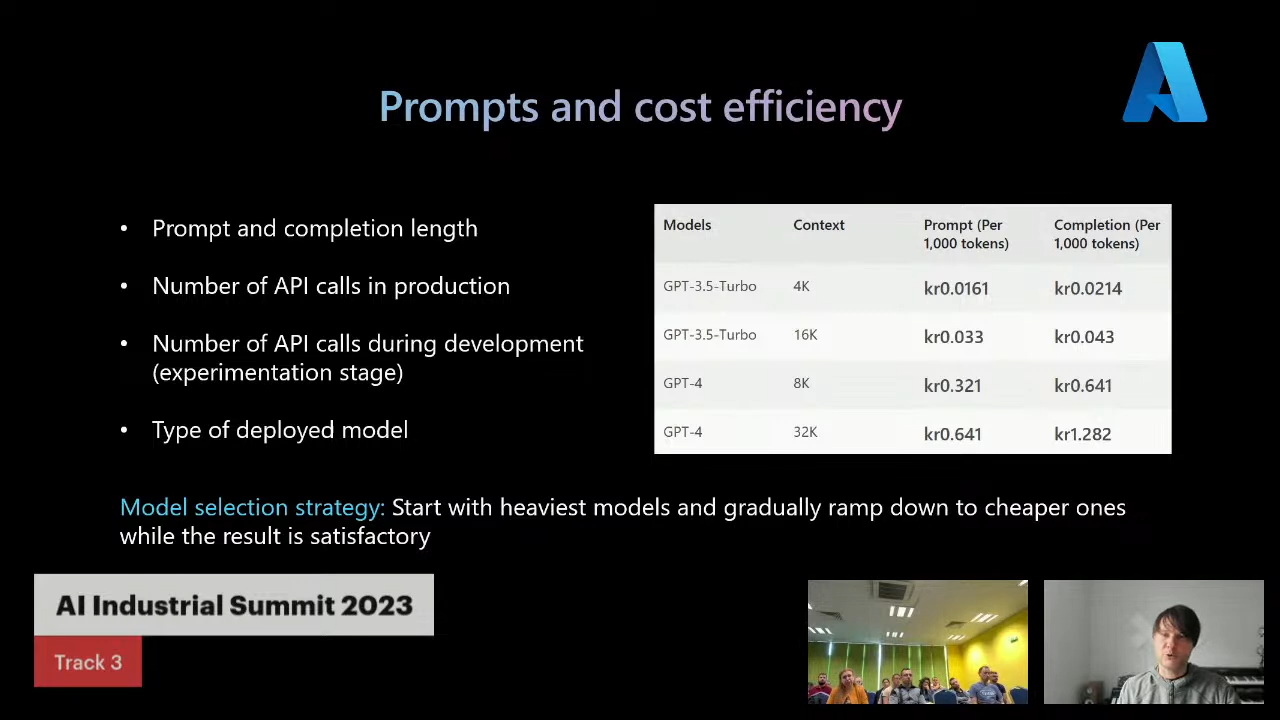 Prompts and cost efficiency
• Prompt and completion length
• Number of API calls in production
• Number of API calls during development
(experimentation stage)
• Type of deployed model
Models Context Prompt (Per 1,000 tokens) Completion (Per 1,000 tokens)
GPT-3.5-Turbo 4K kr0.0161 kr0.0214
GPT-3.5-Turbo 16K kr0.033 kr0.043
GPT-4 8K kr0.321 kr0.641
GPT-4 32K kr0.641 kr1.282
Model selection strategy: Start with heaviest models and gradually ramp down to cheaper ones
while the result is satisfactory
AI Industrial Summit 2023
Track 3